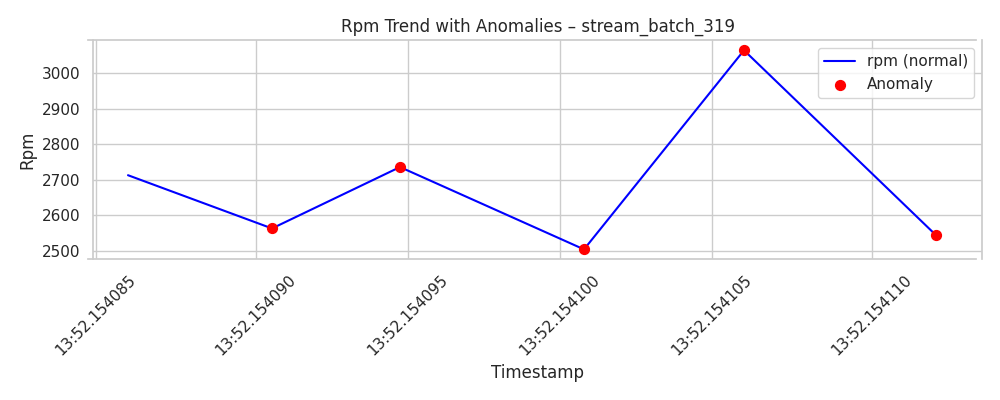 Rpm Trend with Anomalies – stream_batch_319
rpm (normal)
Anomaly
Rpm
3000
2900
2800
2700
2600
2500
13:52.154085
13:52.154090
13:52.154095
13:52.154100
13:52.154105
13:52.154110
Timestamp